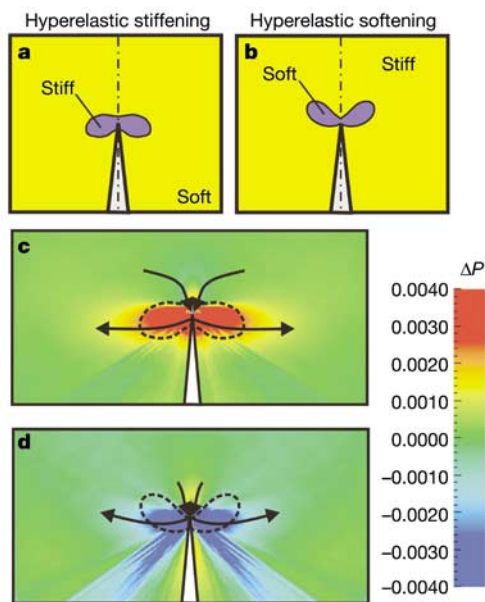 Hyperelastic stiffening
Hyperelastic softening
a
Stiff
Soft
b
Soft
Stiff
c
d
ΔP
0.0040
0.0030
0.0020
0.0010
0.0000
−0.0010
−0.0020
−0.0030
−0.0040